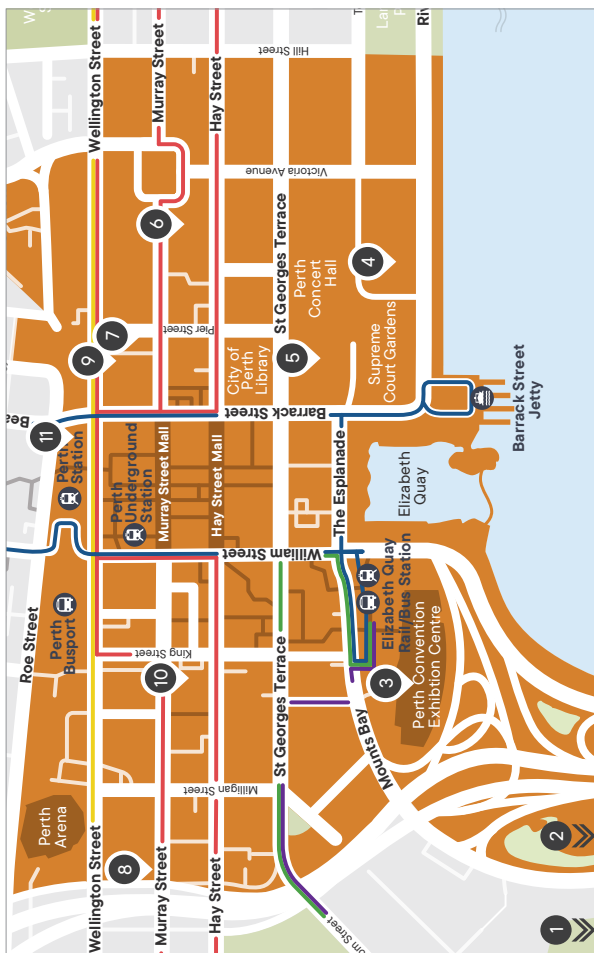 Wellington Street
Murray Street
Hay Street
Hill Street
Victoria Avenue
Pier Street
St Georges Terrace
Perth
Concert
Hall
Supreme
Court Gardens
City of
Perth
Library
Barrack Street
Barrack Street
Jetty
Perth
Station
Perth
Underground
Station
Murray Street Mall
Hay Street Mall
The Esplanade
Elizabeth
Quay
William Street
Elizabeth Quay
Rail/Bus Station
Perth Convention
Exhibtion Centre
Roe Street
Perth
Busport
King Street
St Georges Terrace
Mounts Bay
Milligan Street
Perth
Arena
Wellington Street
Murray Street
Hay Street
1
2
3
4
5
6
7
8
9
10
11